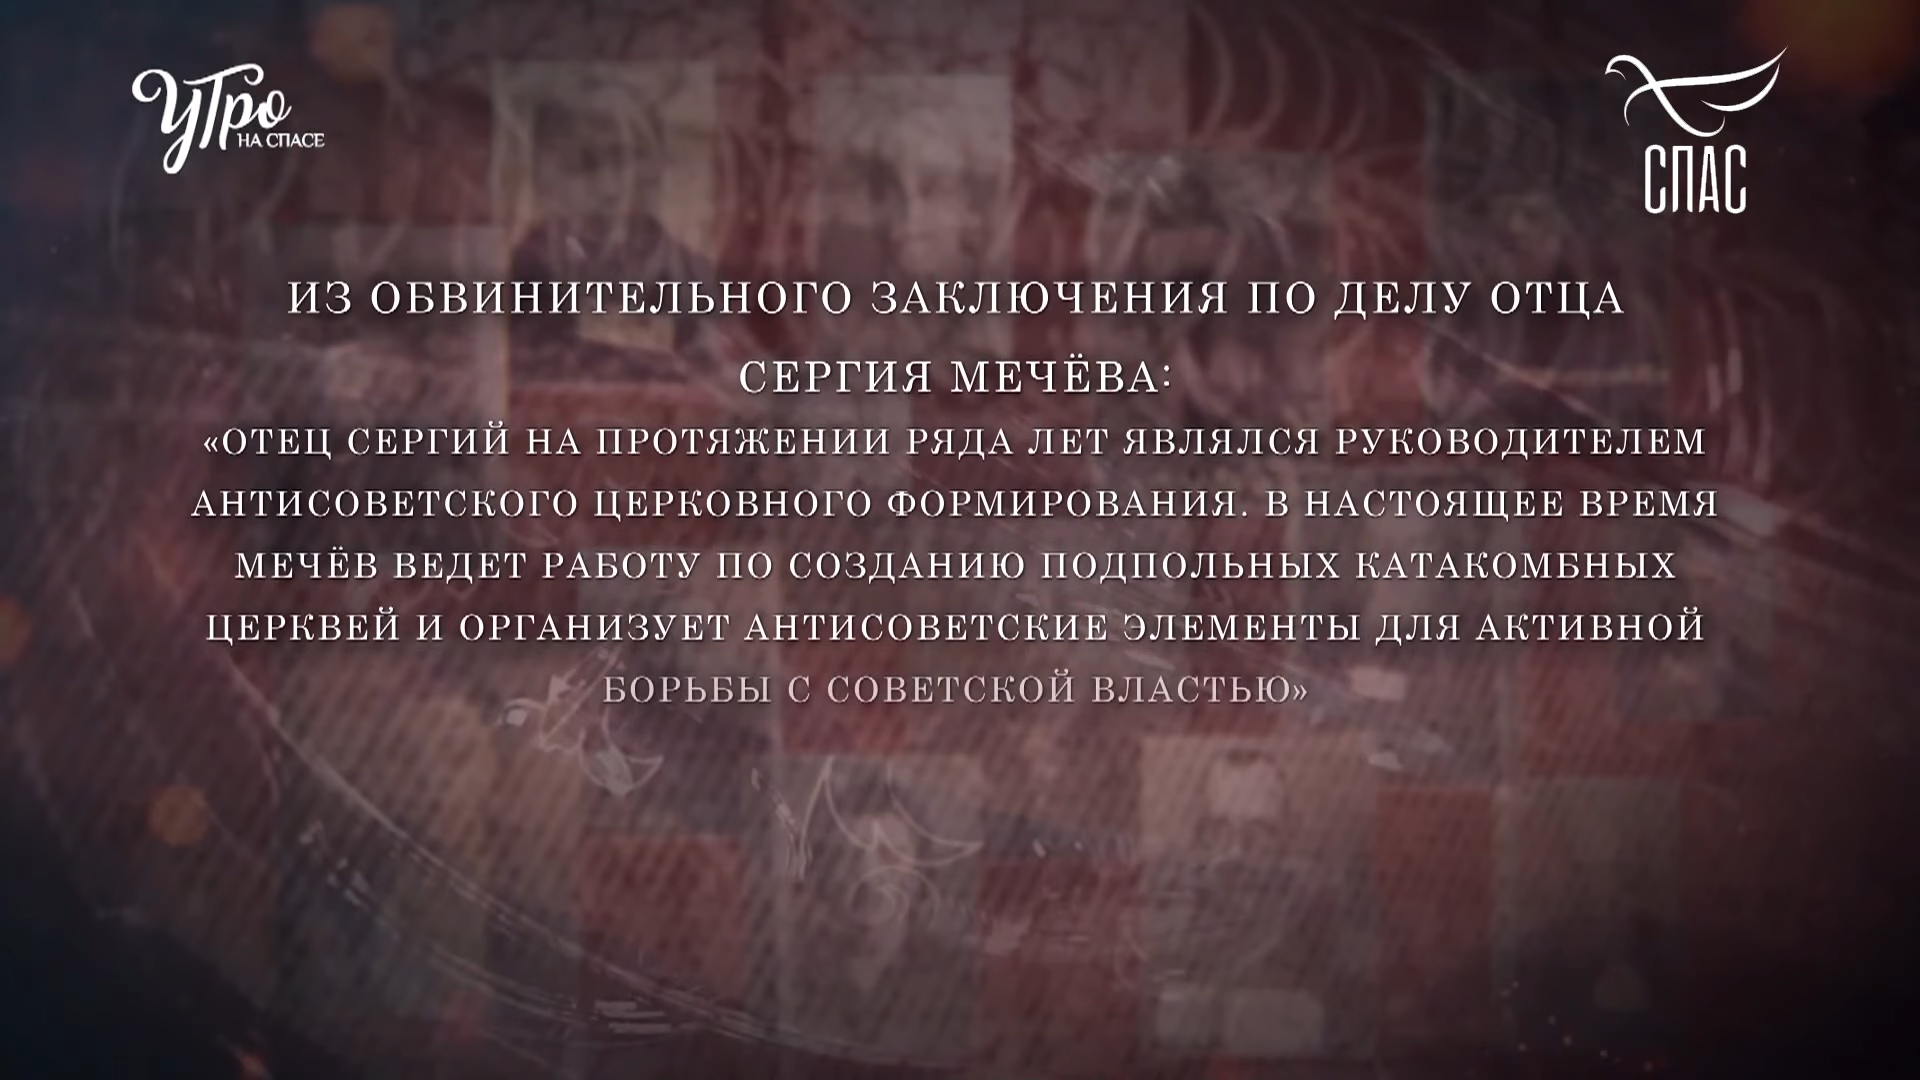 Утро
НА СПАСЕ
СПАС
ИЗ ОБВИНИТЕЛЬНОГО ЗАКЛЮЧЕНИЯ ПО ДЕЛУ ОТЦА
СЕРГИЯ МЕЧЁВА:
«ОТЕЦ СЕРГИЙ НА ПРОТЯЖЕНИИ РЯДА ЛЕТ ЯВЛЯЛСЯ РУКОВОДИТЕЛЕМ
АНТИСОВЕТСКОГО ЦЕРКОВНОГО ФОРМИРОВАНИЯ. В НАСТОЯЩЕЕ ВРЕМЯ
МЕЧЁВ ВЕДЕТ РАБОТУ ПО СОЗДАНИЮ ПОДПОЛЬНЫХ КАТАКОМБНЫХ
ЦЕРКВЕЙ И ОРГАНИЗУЕТ АНТИСОВЕТСКИЕ ЭЛЕМЕНТЫ ДЛЯ АКТИВНОЙ
БОРЬБЫ С СОВЕТСКОЙ ВЛАСТЬЮ»